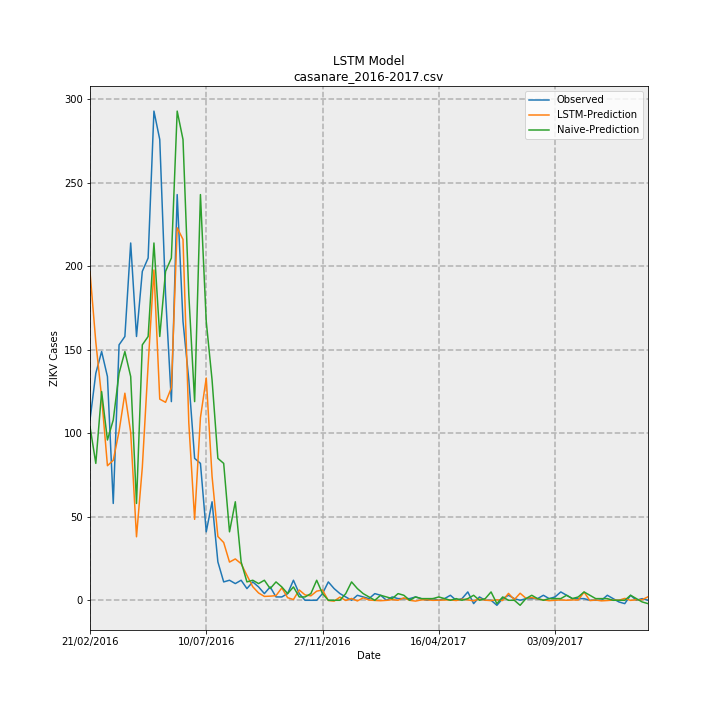 LSTM Model
casanare_2016-2017.csv
Observed
LSTM-Prediction
Naive-Prediction
300
250
200
150
100
50
0
ZIKV Cases
21/02/2016 10/07/2016 27/11/2016 16/04/2017 03/09/2017
Date